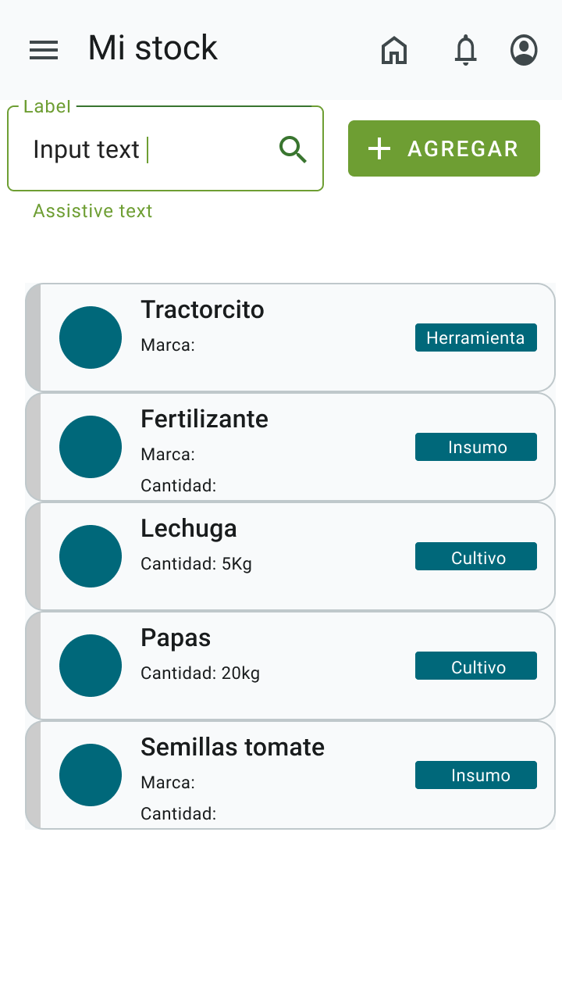 Mi stock
Label
Input text
AGREGAR
Assistive text
Tractorcito
Marca:
Herramienta
Fertilizante
Marca:
Insumo
Cantidad:
Lechuga
Cantidad: 5Kg
Cultivo
Papas
Cantidad: 20kg
Cultivo
Semillas tomate
Marca:
Insumo
Cantidad: